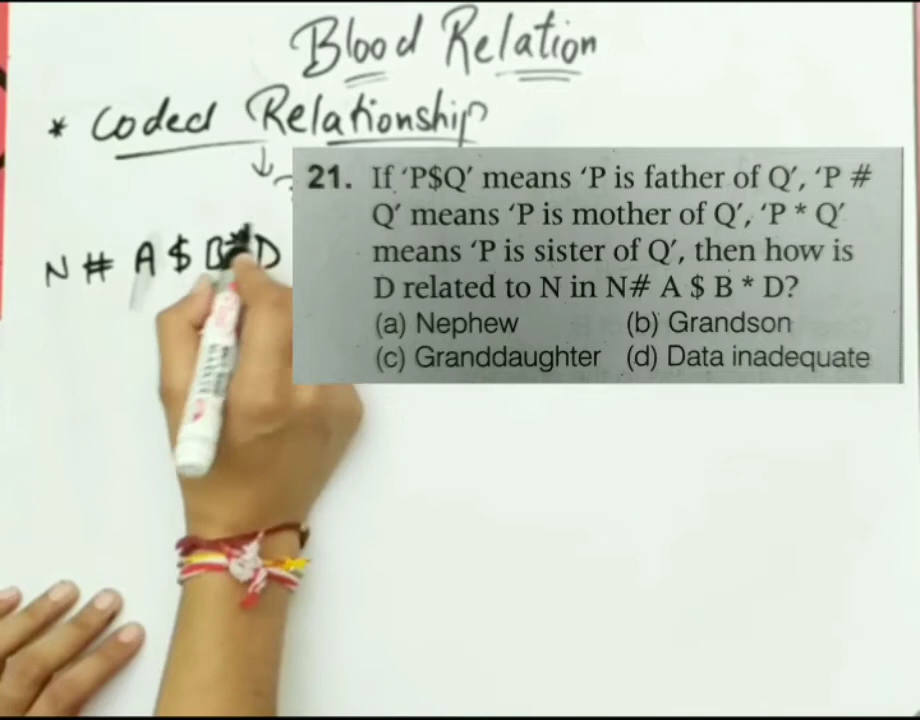 Blood Relation
* Coded Relationship
21. If ‘P$Q’ means ‘P is father of Q’, ‘P #
Q’ means ‘P is mother of Q’, ‘P * Q’
means ‘P is sister of Q’, then how is
D related to N in N# A $ B * D?
(a) Nephew (b) Grandson
(c) Granddaughter (d) Data inadequate
N # A $ B * D